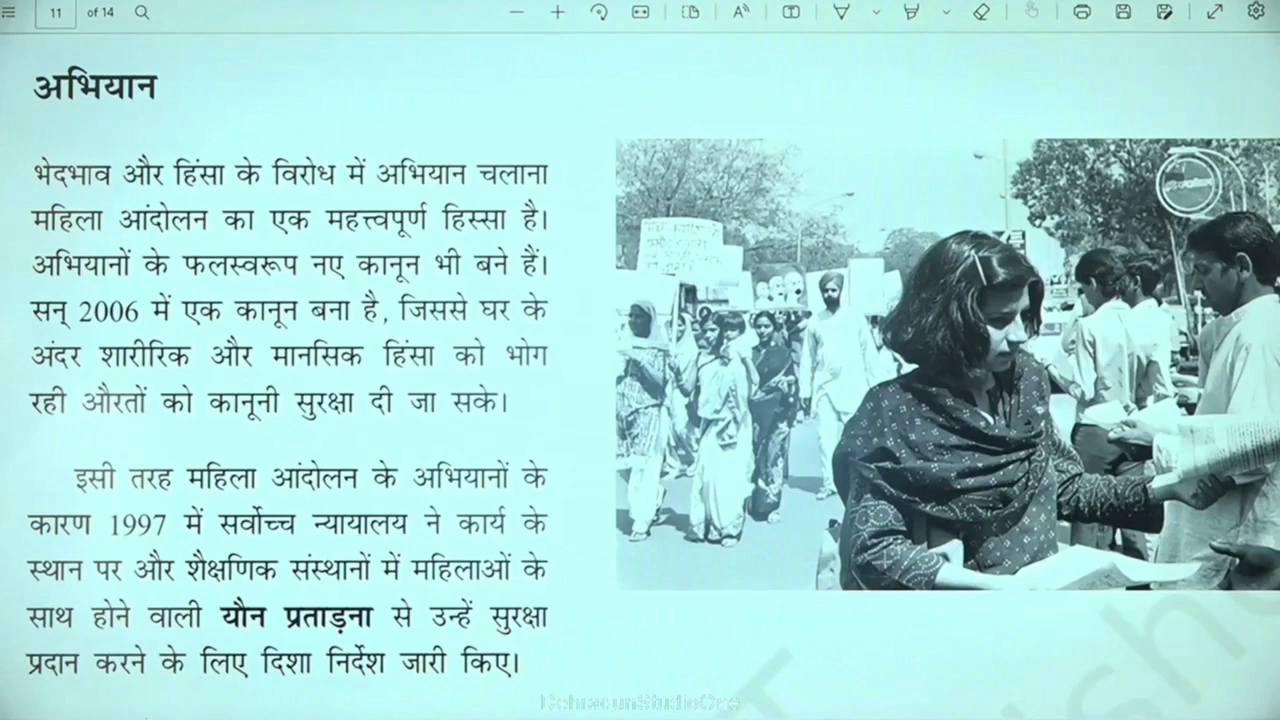 11 of 14
अभियान
भेदभाव और हिंसा के विरोध में अभियान चलाना
महिला आंदोलन का एक महत्त्वपूर्ण हिस्सा है।
अभियानों के फलस्वरूप नए कानून भी बने हैं।
सन् 2006 में एक कानून बना है, जिससे घर के
अंदर शारीरिक और मानसिक हिंसा को भोग
रही औरतों को कानूनी सुरक्षा दी जा सके।
इसी तरह महिला आंदोलन के अभियानों के
कारण 1997 में सर्वोच्च न्यायालय ने कार्य के
स्थान पर और शैक्षणिक संस्थानों में महिलाओं के
साथ होने वाली यौन प्रताड़ना से उन्हें सुरक्षा
प्रदान करने के लिए दिशा निर्देश जारी किए।